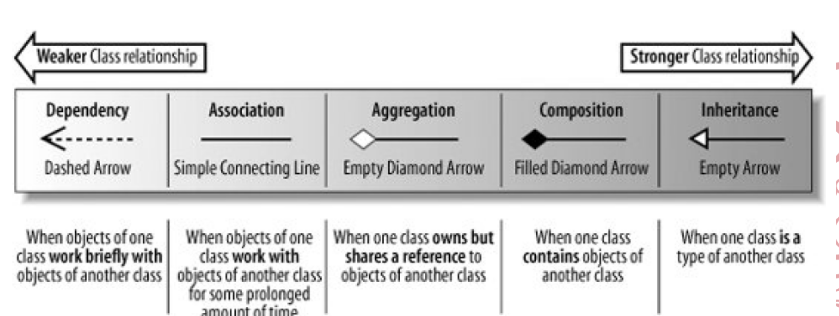 Weaker Class relationship
Stronger Class relationship
Dependency
Association
Aggregation
Composition
Inheritance
Dashed Arrow
Simple Connecting Line
Empty Diamond Arrow
Filled Diamond Arrow
Empty Arrow
When objects of one
class work briefly with
objects of another class
When objects of one
class work with
objects of another class
for some prolonged
amount of time
When one class owns but
shares a reference to
objects of another class
When one class
contains objects of
another class
When one class is a
type of another class